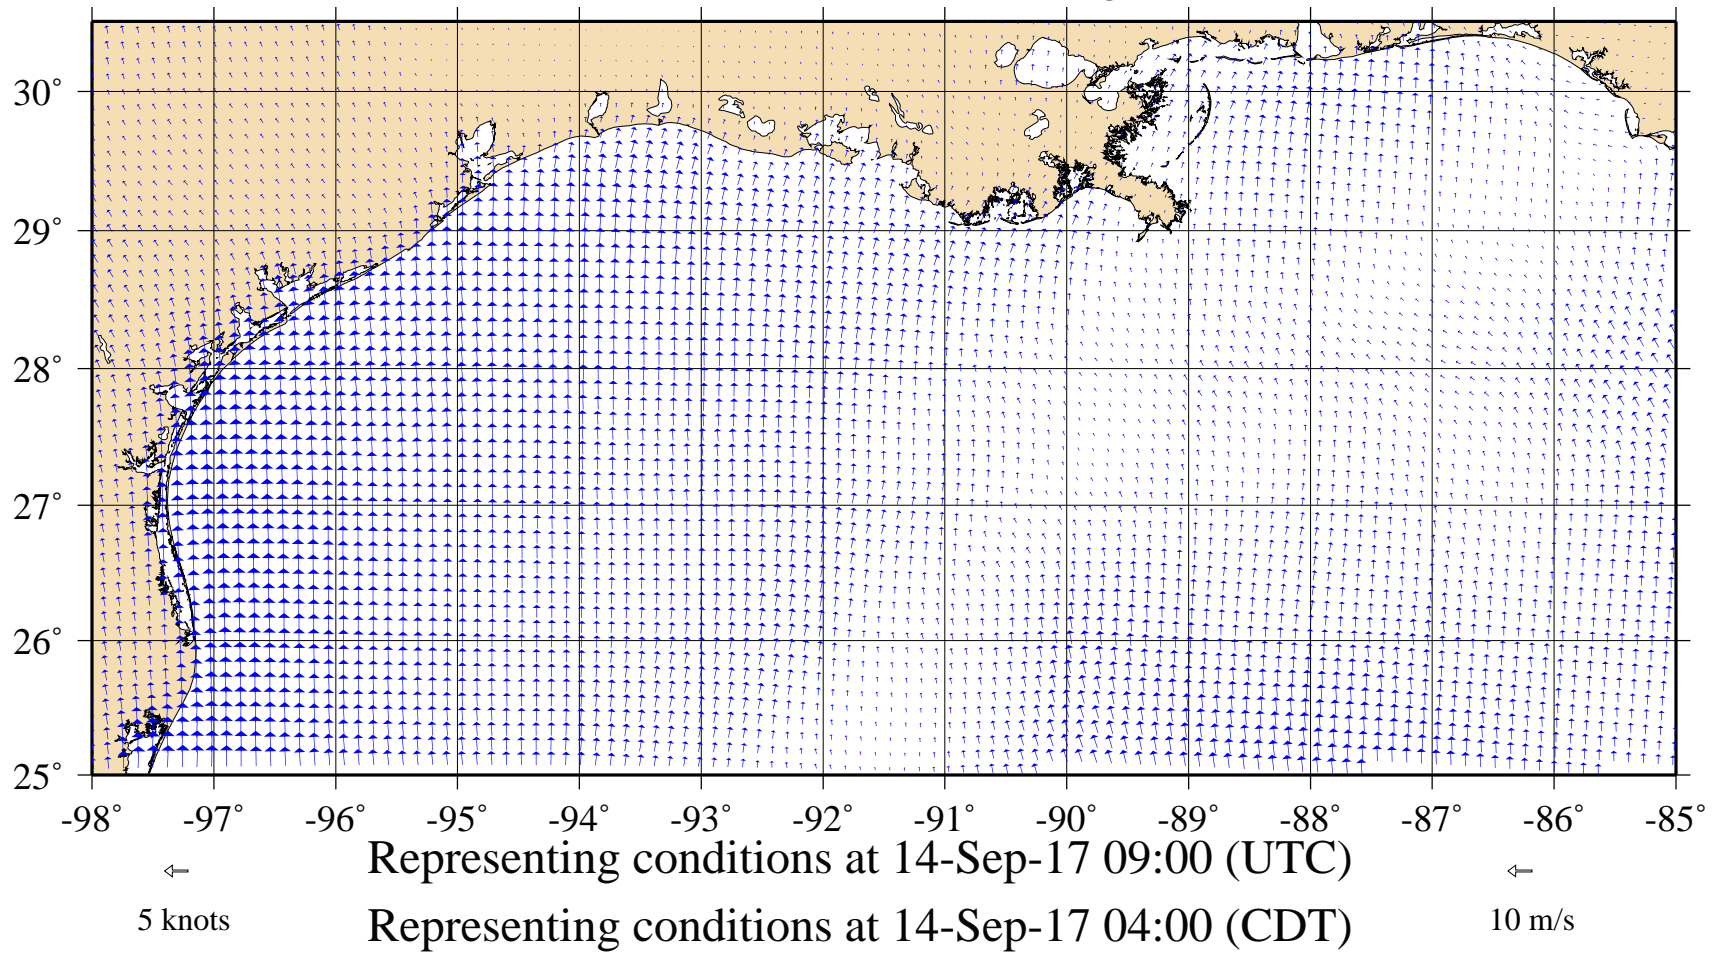 30°
29°
28°
27°
26°
25°
-98° -97° -96° -95° -94° -93° -92° -91° -90° -89° -88° -87° -86° -85°
Representing conditions at 14-Sep-17 09:00 (UTC)
5 knots
Representing conditions at 14-Sep-17 04:00 (CDT)
10 m/s